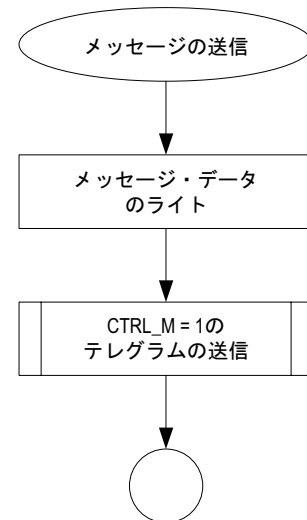 メッセージの送信
メッセージ・データ
のライト
CTRL_M = 1の
テレグラムの送信